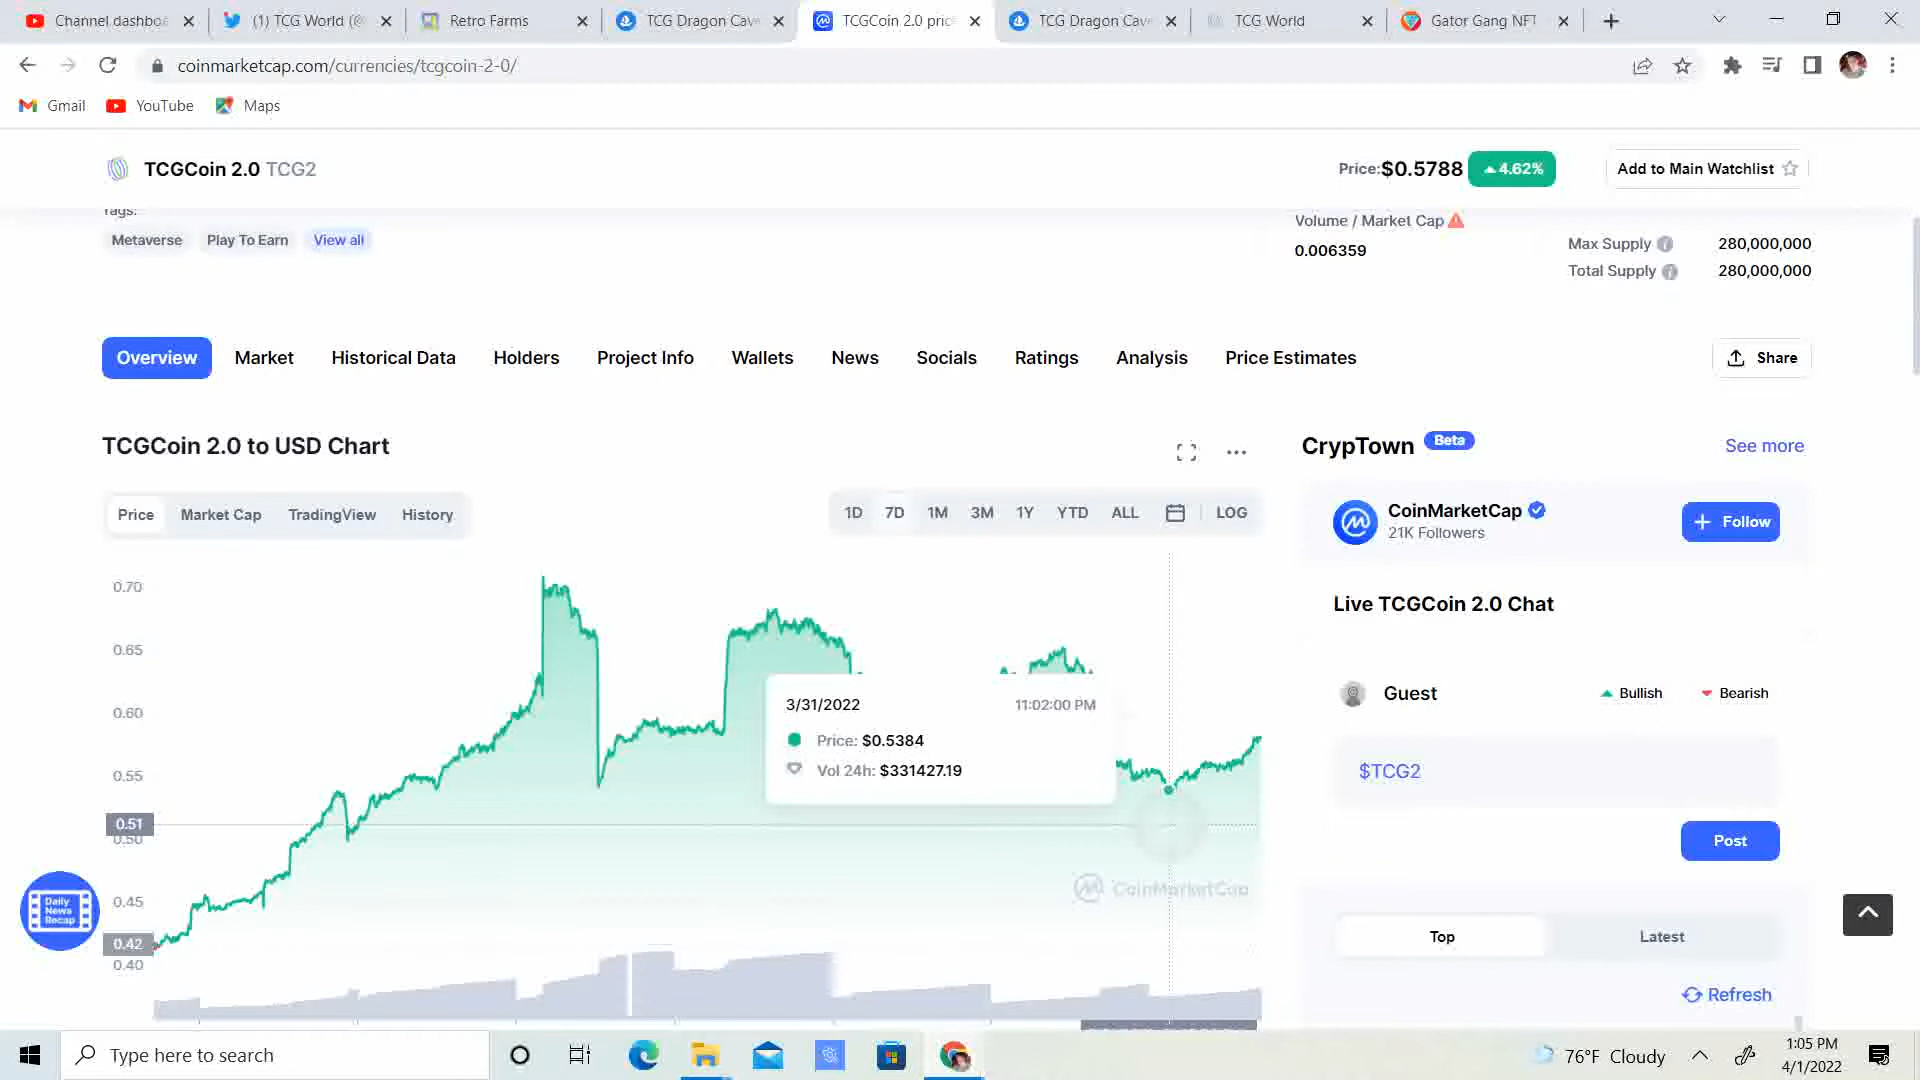 Channel dashboa
(1) TCG World (@
Retro Farms
TCG Dragon Cave
TCGCoin 2.0 pric
TCG Dragon Cave
TCG World
Gator Gang NFT
coinmarketcap.com/currencies/tcgcoin-2-0/
Gmail
YouTube
Maps
TCGCoin 2.0 TCG2
Price:$0.5788
4.62%
Add to Main Watchlist
Tags:
Metaverse
Play To Earn
View all
Volume / Market Cap
0.006359
Max Supply
280,000,000
Total Supply
280,000,000
Overview
Market
Historical Data
Holders
Project Info
Wallets
News
Socials
Ratings
Analysis
Price Estimates
Share
TCGCoin 2.0 to USD Chart
Price
Market Cap
TradingView
History
1D
7D
1M
3M
1Y
YTD
ALL
LOG
0.70
0.65
0.60
0.55
0.51
0.50
0.45
0.42
0.40
3/31/2022
11:02:00 PM
Price: $0.5384
Vol 24h: $331427.19
CoinMarketCap
CrypTown
Beta
See more
CoinMarketCap
21K Followers
Follow
Live TCGCoin 2.0 Chat
Guest
Bullish
Bearish
$TCG2
Post
Top
Latest
Refresh
Daily
News
Recap
Type here to search
76°F Cloudy
1:05 PM
4/1/2022